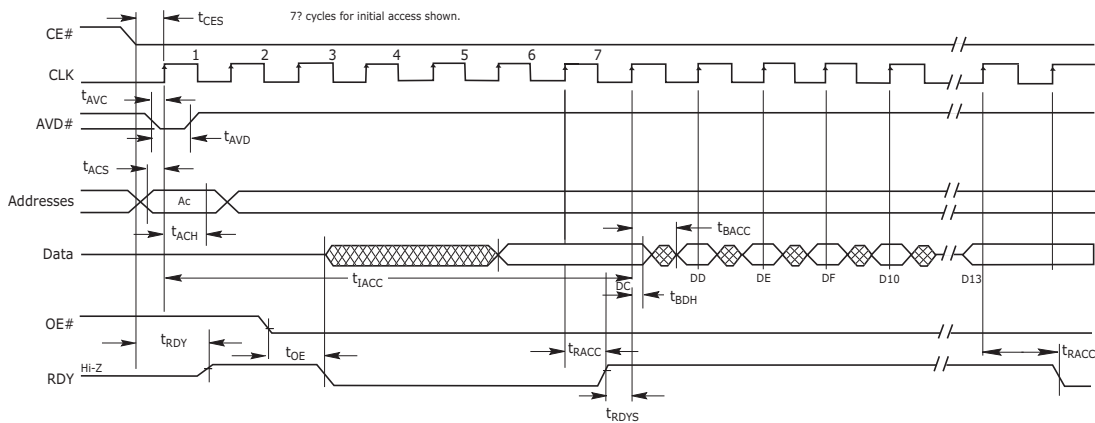 7? cycles for initial access shown.
tCES
CE#
1 2 3 4 5 6 7
CLK
tAVC
AVD#
tAVD
tACS
Addresses
Ac
tACH
tBACC
Data
tIACC
DC
DD
DE
DF
D10
D13
tBDH
OE#
tRDY
tOE
tRACC
tRACC
Hi-Z
RDY
tRDYS